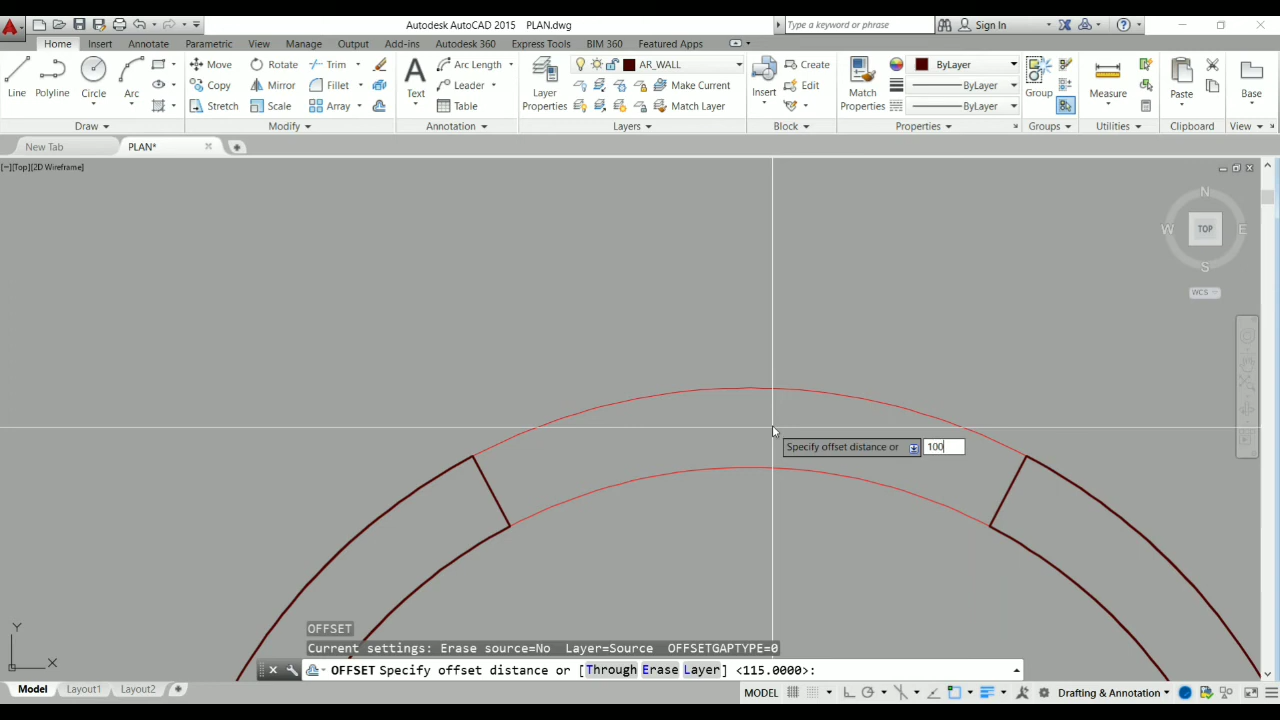 Autodesk AutoCAD 2015 PLAN.dwg
Type a keyword or phrase
Sign In
Home Insert Annotate Parametric View Manage Output Add-ins Autodesk 360 Express Tools BIM 360 Featured Apps
Line Polyline Circle Arc
Move Rotate Trim
Copy Mirror Fillet
Stretch Scale Array
Text
Arc Length
Leader
Table
Layer Properties
AR_WALL
Make Current
Match Layer
Insert
Create
Edit
Match Properties
ByLayer
ByLayer
ByLayer
Group
Measure
Paste
Base
Draw Modify Annotation Layers Block Properties Groups Utilities Clipboard View
New Tab PLAN*
[−][Top][2D Wireframe]
N
W TOP E
S
WCS
Specify offset distance or 100
Y
X
OFFSET
Current settings: Erase source=No Layer=Source OFFSETGAPTYPE=0
OFFSET Specify offset distance or [Through Erase Layer] <115.0000>:
Model Layout1 Layout2
MODEL
Drafting & Annotation